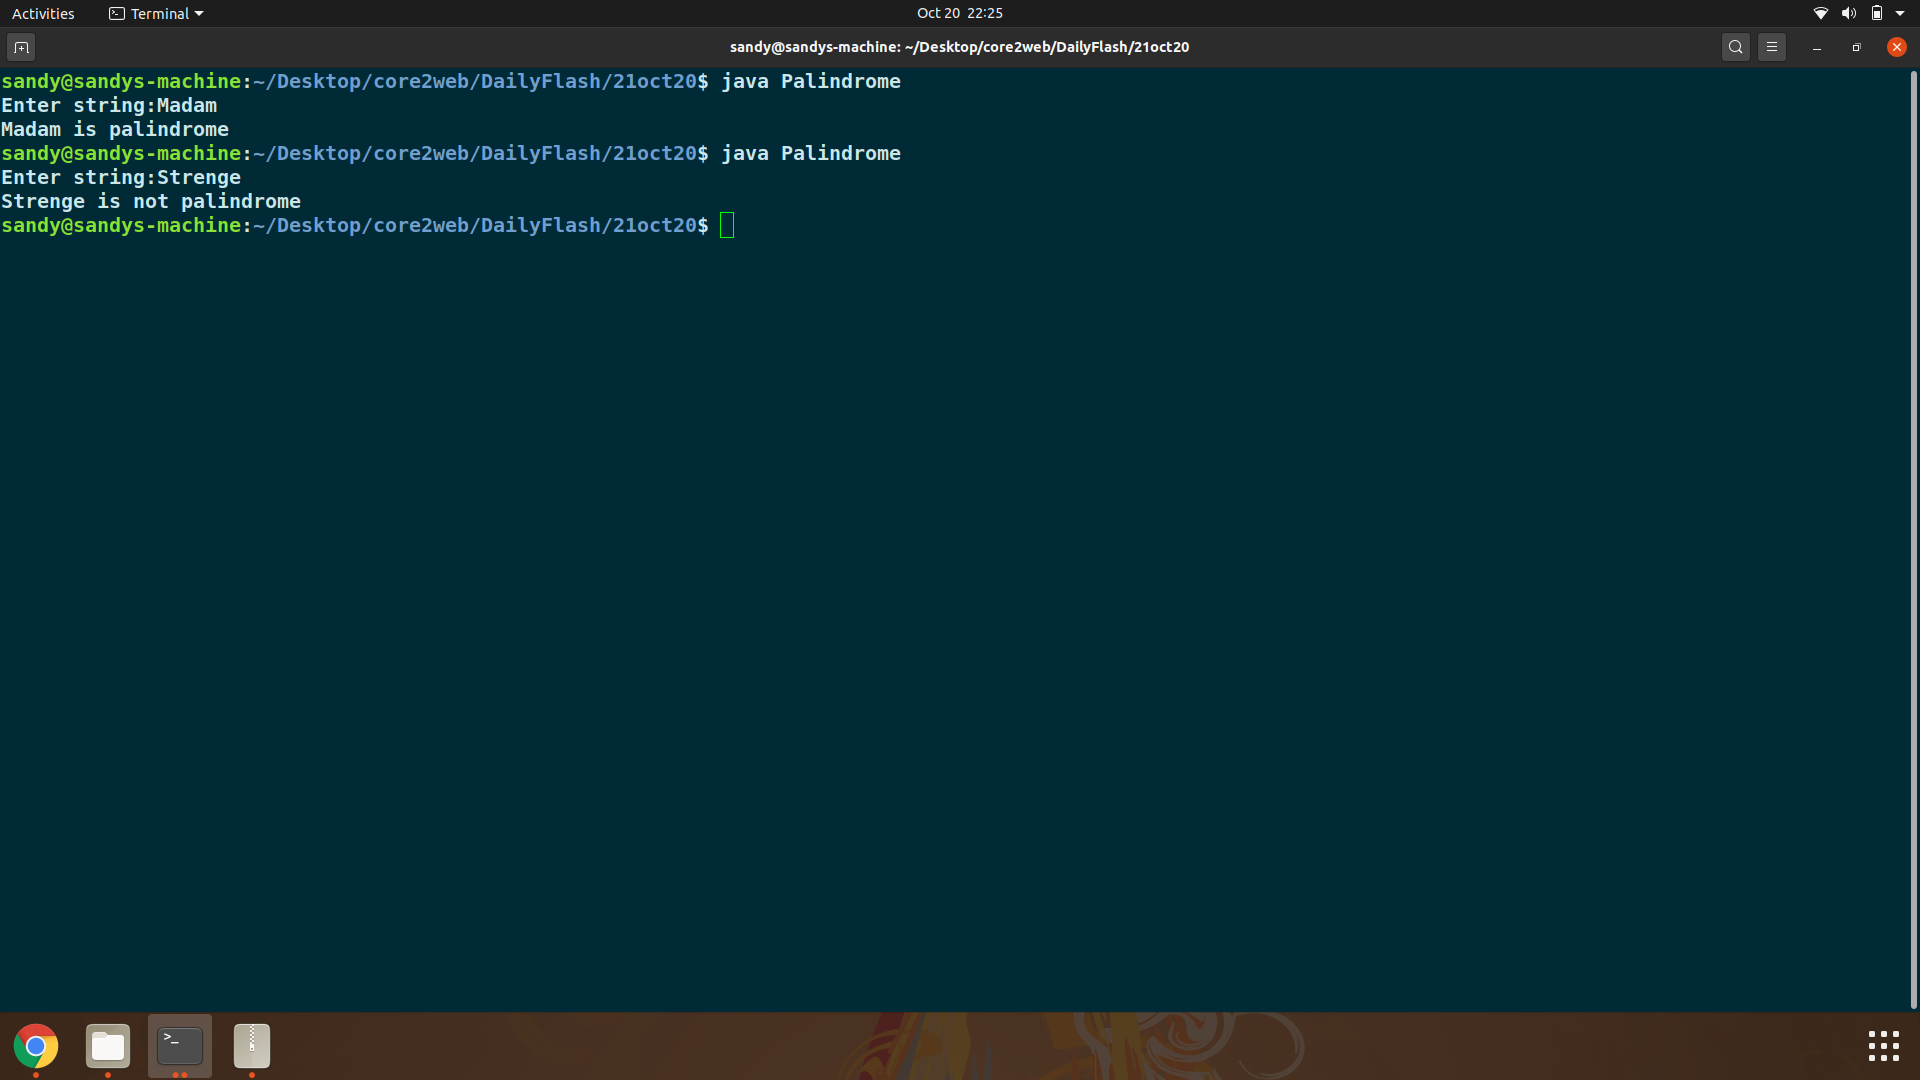 Activities
Terminal
Oct 20 22:25
sandy@sandys-machine: ~/Desktop/core2web/DailyFlash/21oct20
sandy@sandys-machine:~/Desktop/core2web/DailyFlash/21oct20$ java Palindrome
Enter string:Madam
Madam is palindrome
sandy@sandys-machine:~/Desktop/core2web/DailyFlash/21oct20$ java Palindrome
Enter string:Strenge
Strenge is not palindrome
sandy@sandys-machine:~/Desktop/core2web/DailyFlash/21oct20$